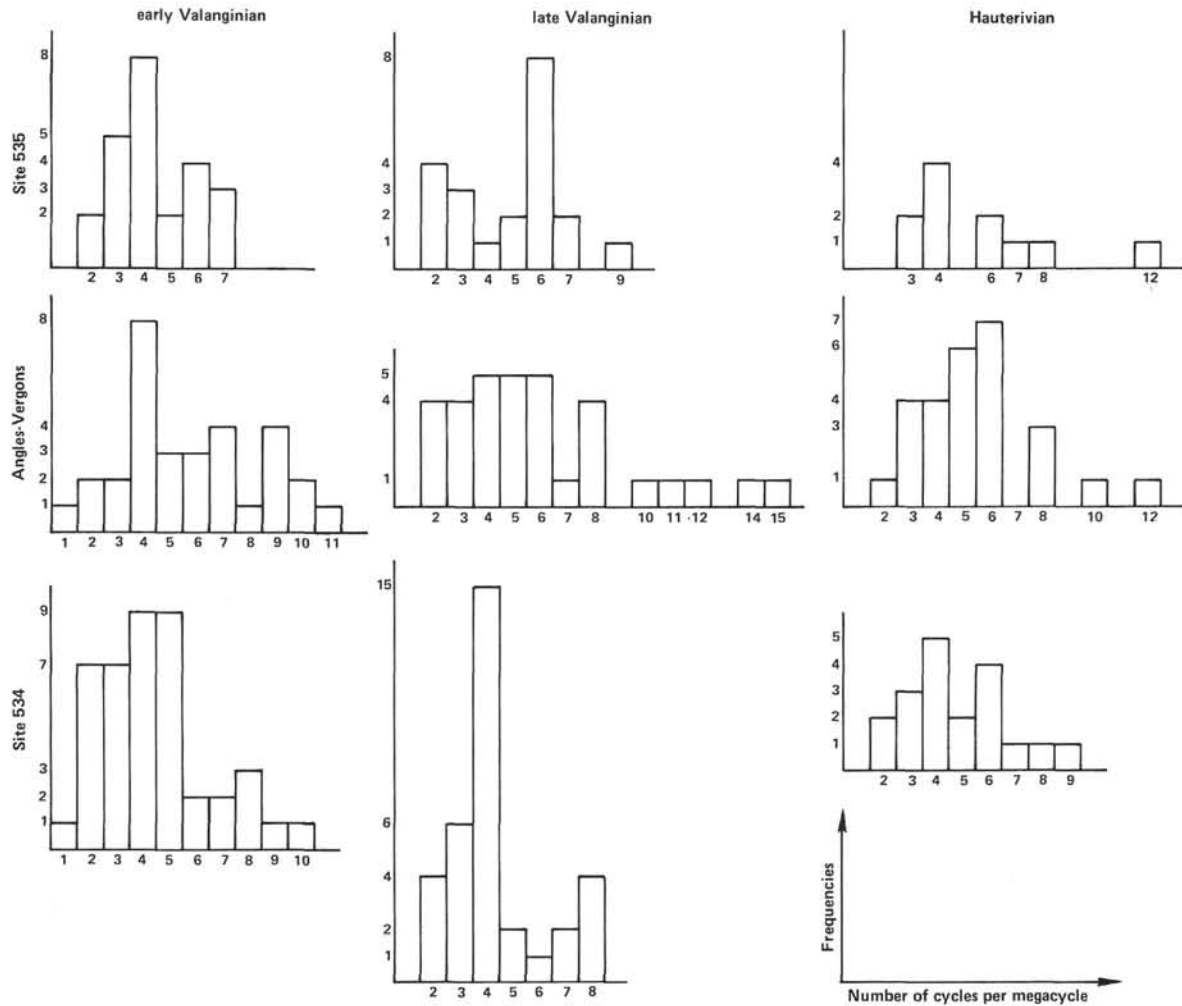 early Valanginian
late Valanginian
Hauterivian
Site 535
8
5
4
3
2
2 3 4 5 6 7
8
4
3
2
1
2 3 4 5 6 7 9
4
2
1
3 4 6 7 8 12
Angles-Vergons
8
4
3
2
1
1 2 3 4 5 6 7 8 9 10 11
5
4
1
2 3 4 5 6 7 8 10 11 12 14 15
7
6
4
3
1
2 3 4 5 6 7 8 10 12
Site 534
9
7
3
2
1
1 2 3 4 5 6 7 8 9 10
15
6
4
2
1
2 3 4 5 6 7 8
5
4
3
2
1
2 3 4 5 6 7 8 9
Frequencies
Number of cycles per megacycle